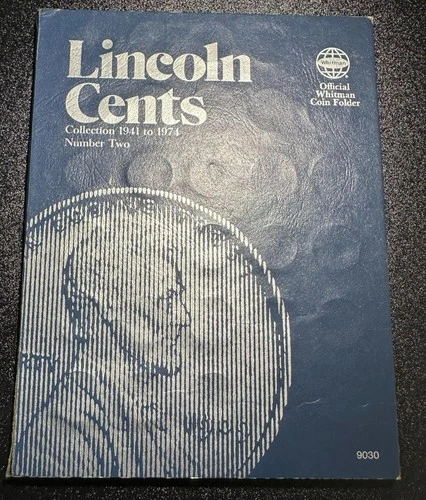 Lincoln
Cents
Collection 1941 to 1974
Number Two
Whitman
Official
Whitman
Coin Folder
9030